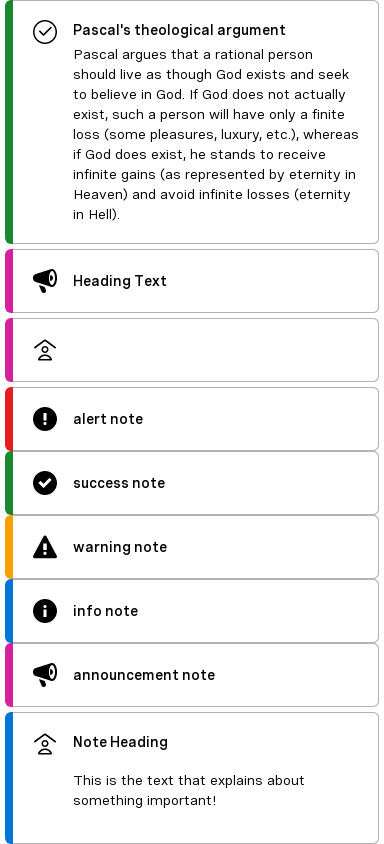 Pascal's theological argument
Pascal argues that a rational person
should live as though God exists and seek
to believe in God. If God does not actually
exist, such a person will have only a finite
loss (some pleasures, luxury, etc.), whereas
if God does exist, he stands to receive
infinite gains (as represented by eternity in
Heaven) and avoid infinite losses (eternity
in Hell).
Heading Text
alert note
success note
warning note
info note
announcement note
Note Heading
This is the text that explains about
something important!